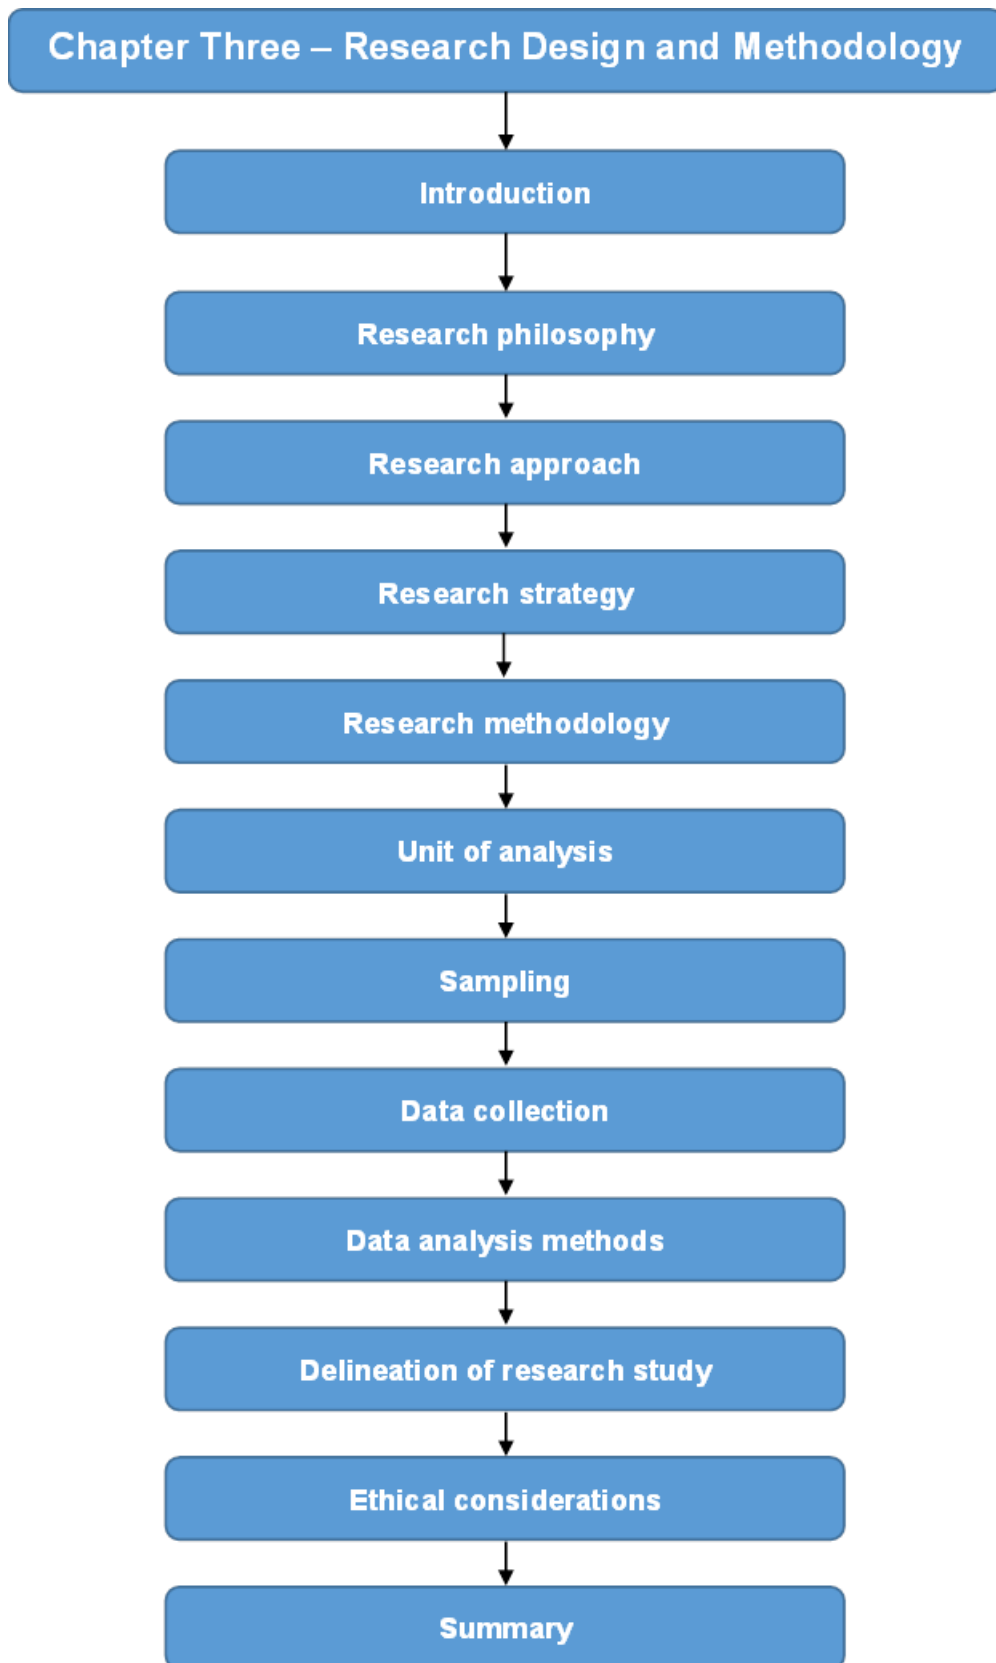 Chapter Three – Research Design and Methodology
Introduction
Research philosophy
Research approach
Research strategy
Research methodology
Unit of analysis
Sampling
Data collection
Data analysis methods
Delineation of research study
Ethical considerations
Summary